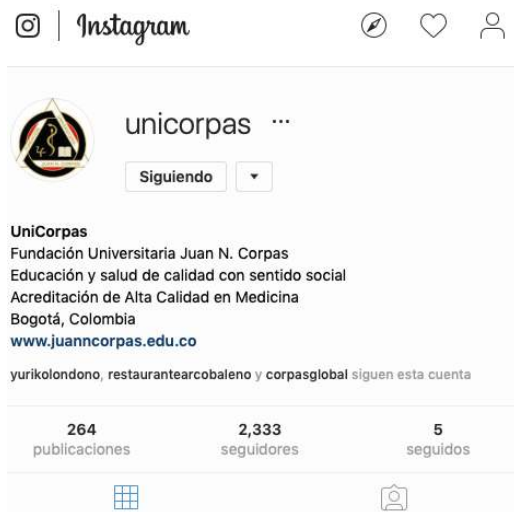 Instagram
unicorpas ...
JUAN N. CORPAS
Siguiendo
UniCorpas
Fundación Universitaria Juan N. Corpas
Educación y salud de calidad con sentido social
Acreditación de Alta Calidad en Medicina
Bogotá, Colombia
www.juanncorpas.edu.co
yurikolondono, restaurantearcobaleno y corpasglobal siguen esta cuenta
264 2,333 5
publicaciones seguidores seguidos